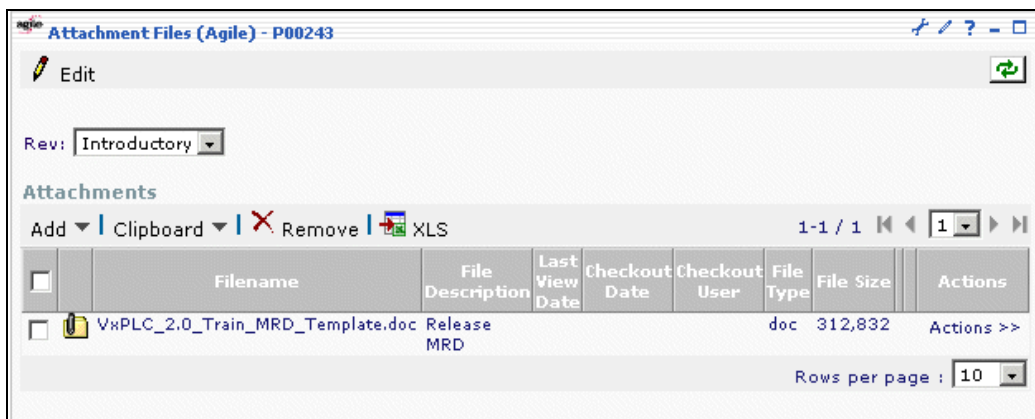 agile Attachment Files (Agile) - P00243 ?
Edit
Rev: Introductory
Attachments
Add Clipboard Remove XLS 1-1 / 1 1
Filename File Description Last View Date Checkout Date Checkout User File Type File Size Actions
VxPLC_2.0_Train_MRD_Template.doc Release MRD doc 312,832 Actions >>
Rows per page : 10